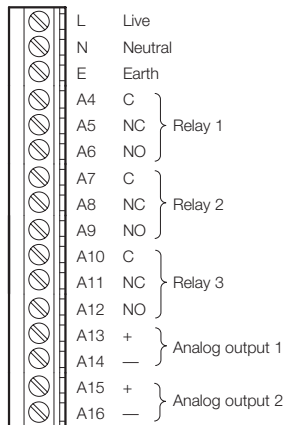 L Live
N Neutral
E Earth
A4 C
A5 NC Relay 1
A6 NO
A7 C
A8 NC Relay 2
A9 NO
A10 C
A11 NC Relay 3
A12 NO
A13 +
Analog output 1
A14 —
A15 +
Analog output 2
A16 —